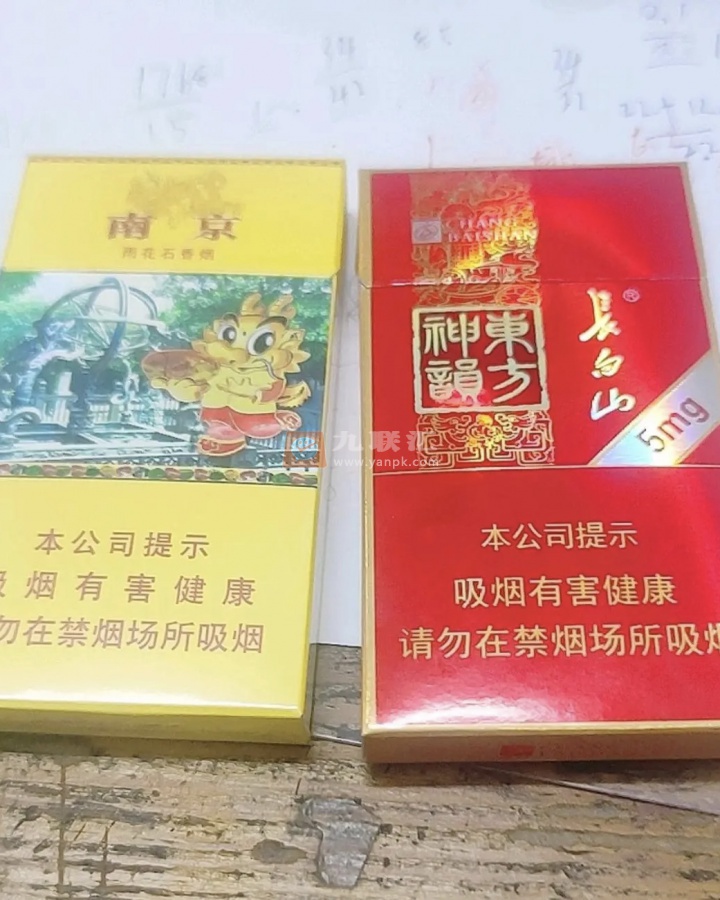 南京
雨花石香烟
本公司提示
吸烟有害健康
请勿在禁烟场所吸烟
CHANG
BAISHAN
東方
神韻
長白山®
5mg
本公司提示
吸烟有害健康
请勿在禁烟场所吸烟
www.yanpk.com